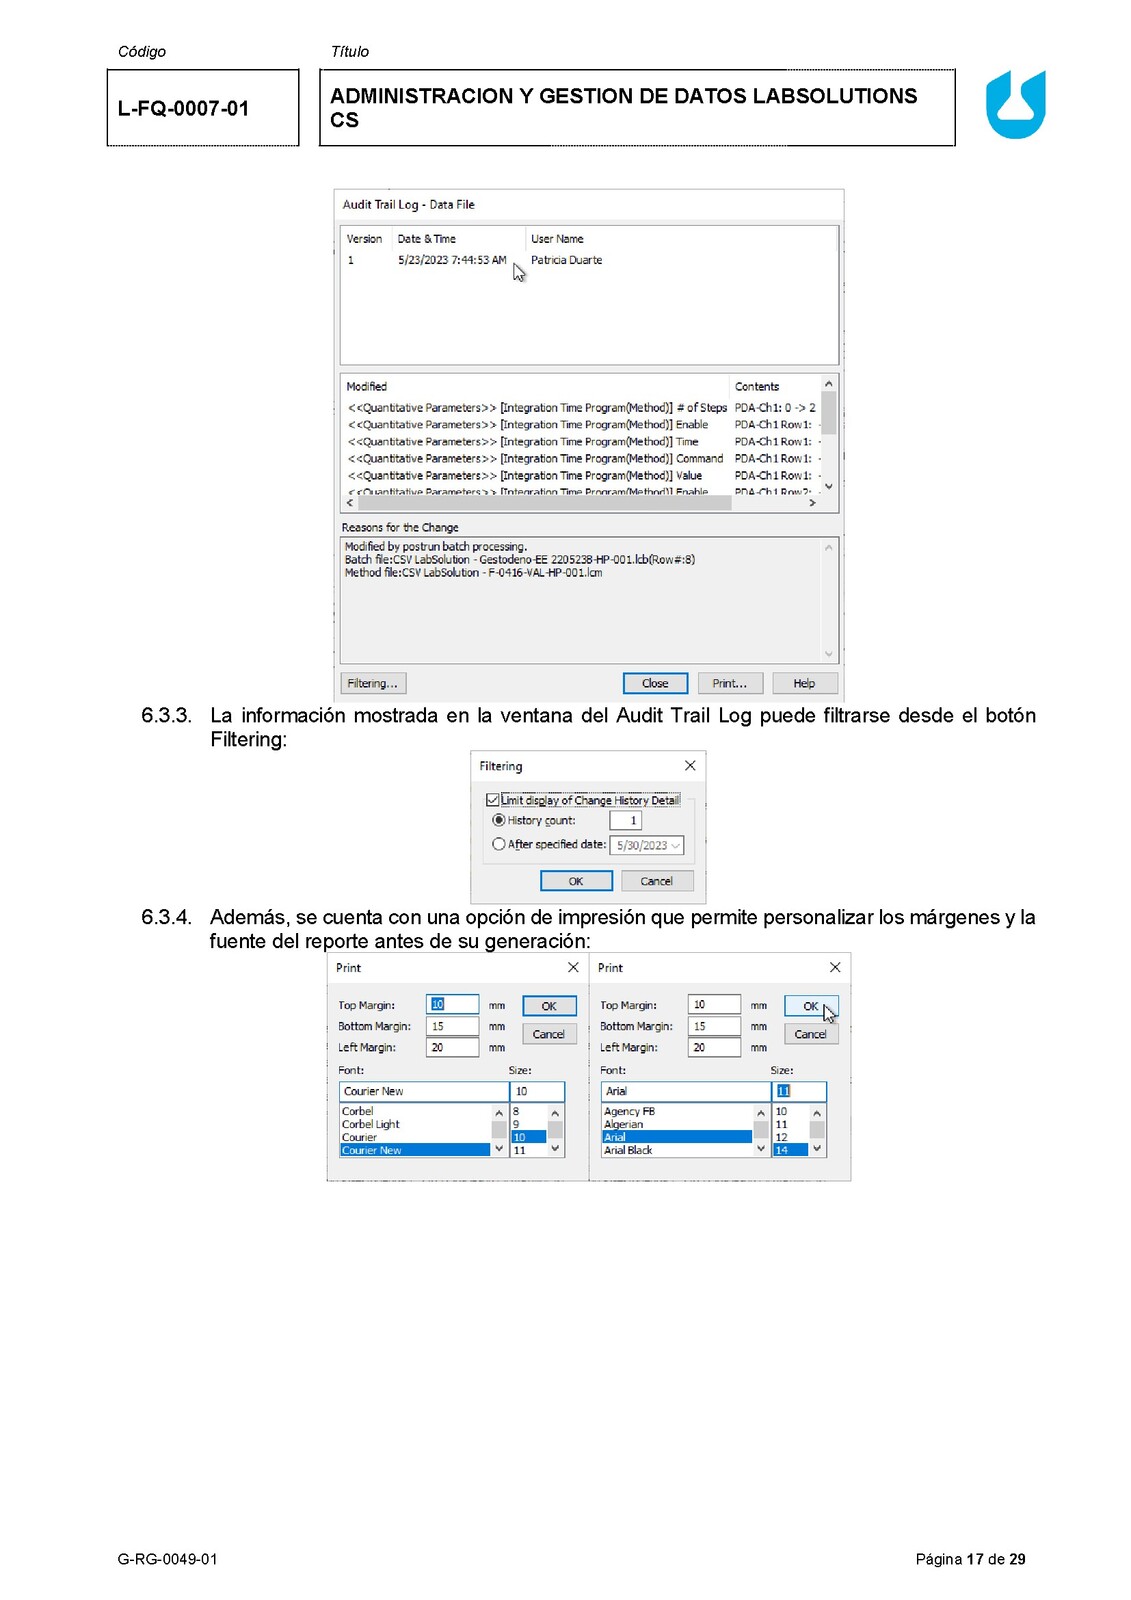 Código Título
L-FQ-0007-01
ADMINISTRACION Y GESTION DE DATOS LABSOLUTIONS
CS
Audit Trail Log - Data File
Version Date & Time User Name
1 5/23/2023 7:44:53 AM Patricia Duarte
Modified Contents
<<Quantitative Parameters>> [Integration Time Program(Method)] # of Steps PDA-Ch1: 0 -> 2
<<Quantitative Parameters>> [Integration Time Program(Method)] Enable PDA-Ch1 Row1: -
<<Quantitative Parameters>> [Integration Time Program(Method)] Time PDA-Ch1 Row1: -
<<Quantitative Parameters>> [Integration Time Program(Method)] Command PDA-Ch1 Row1: -
<<Quantitative Parameters>> [Integration Time Program(Method)] Value PDA-Ch1 Row1: -
<<Quantitative Parameters>> [Integration Time Program(Method)] Enable PDA-Ch1 Row2: -
Reasons for the Change
Modified by postrun batch processing.
Batch file:CSV LabSolution - Gestodeno-EE 2205238-HP-001.lcb(Row#:8)
Method file:CSV LabSolution - F-0416-VAL-HP-001.lcm
Filtering... Close Print... Help
6.3.3. La información mostrada en la ventana del Audit Trail Log puede filtrarse desde el botón
Filtering:
Filtering
Limit display of Change History Detail
History count: 1
After specified date: 5/30/2023
OK Cancel
6.3.4. Además, se cuenta con una opción de impresión que permite personalizar los márgenes y la
fuente del reporte antes de su generación:
Print
Top Margin: 10 mm OK
Bottom Margin: 15 mm Cancel
Left Margin: 20 mm
Font: Size:
Courier New 10
Corbel 8
Corbel Light 9
Courier 10
Courier New 11
Print
Top Margin: 10 mm OK
Bottom Margin: 15 mm Cancel
Left Margin: 20 mm
Font: Size:
Arial 11
Agency FB 10
Algerian 11
Arial 12
Arial Black 14
G-RG-0049-01 Página 17 de 29